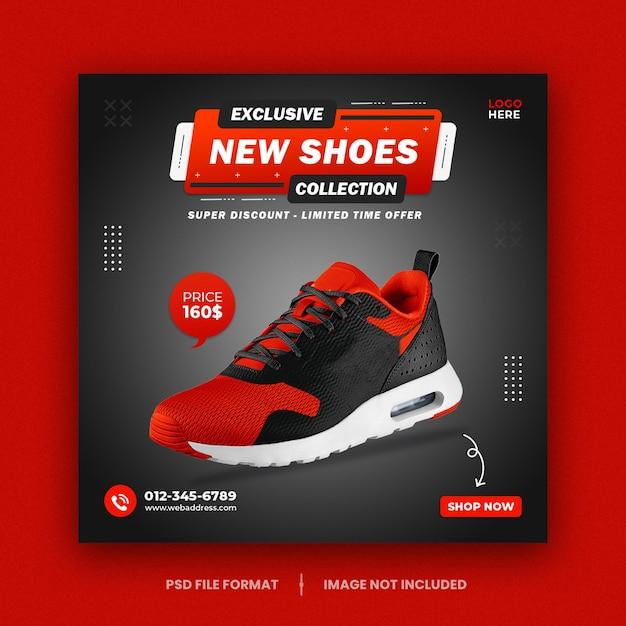 EXCLUSIVE
NEW SHOES
COLLECTION
SUPER DISCOUNT - LIMITED TIME OFFER
LOGO
HERE
PRICE
160$
012-345-6789
www.webaddress.com
SHOP NOW
PSD FILE FORMAT
IMAGE NOT INCLUDED